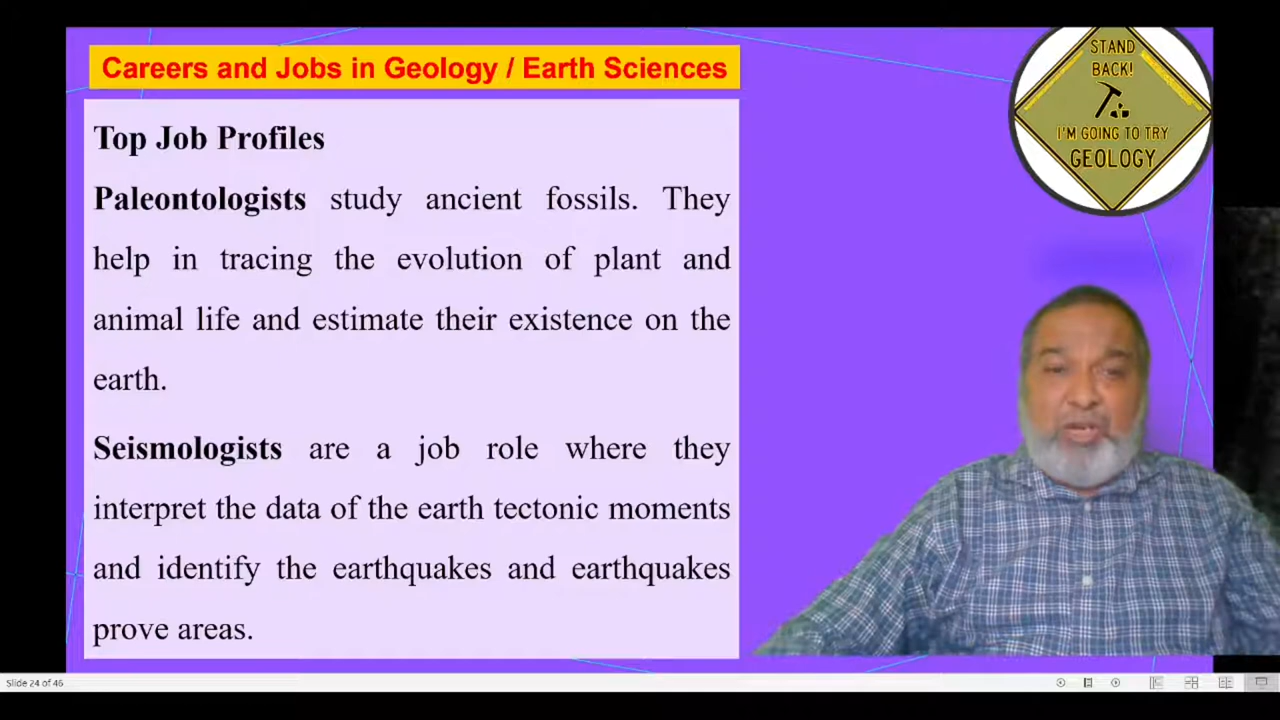 Careers and Jobs in Geology / Earth Sciences
STAND
BACK!
I'M GOING TO TRY
GEOLOGY
Top Job Profiles
Paleontologists study ancient fossils. They
help in tracing the evolution of plant and
animal life and estimate their existence on the
earth.
Seismologists are a job role where they
interpret the data of the earth tectonic moments
and identify the earthquakes and earthquakes
prove areas.
Slide 24 of 46